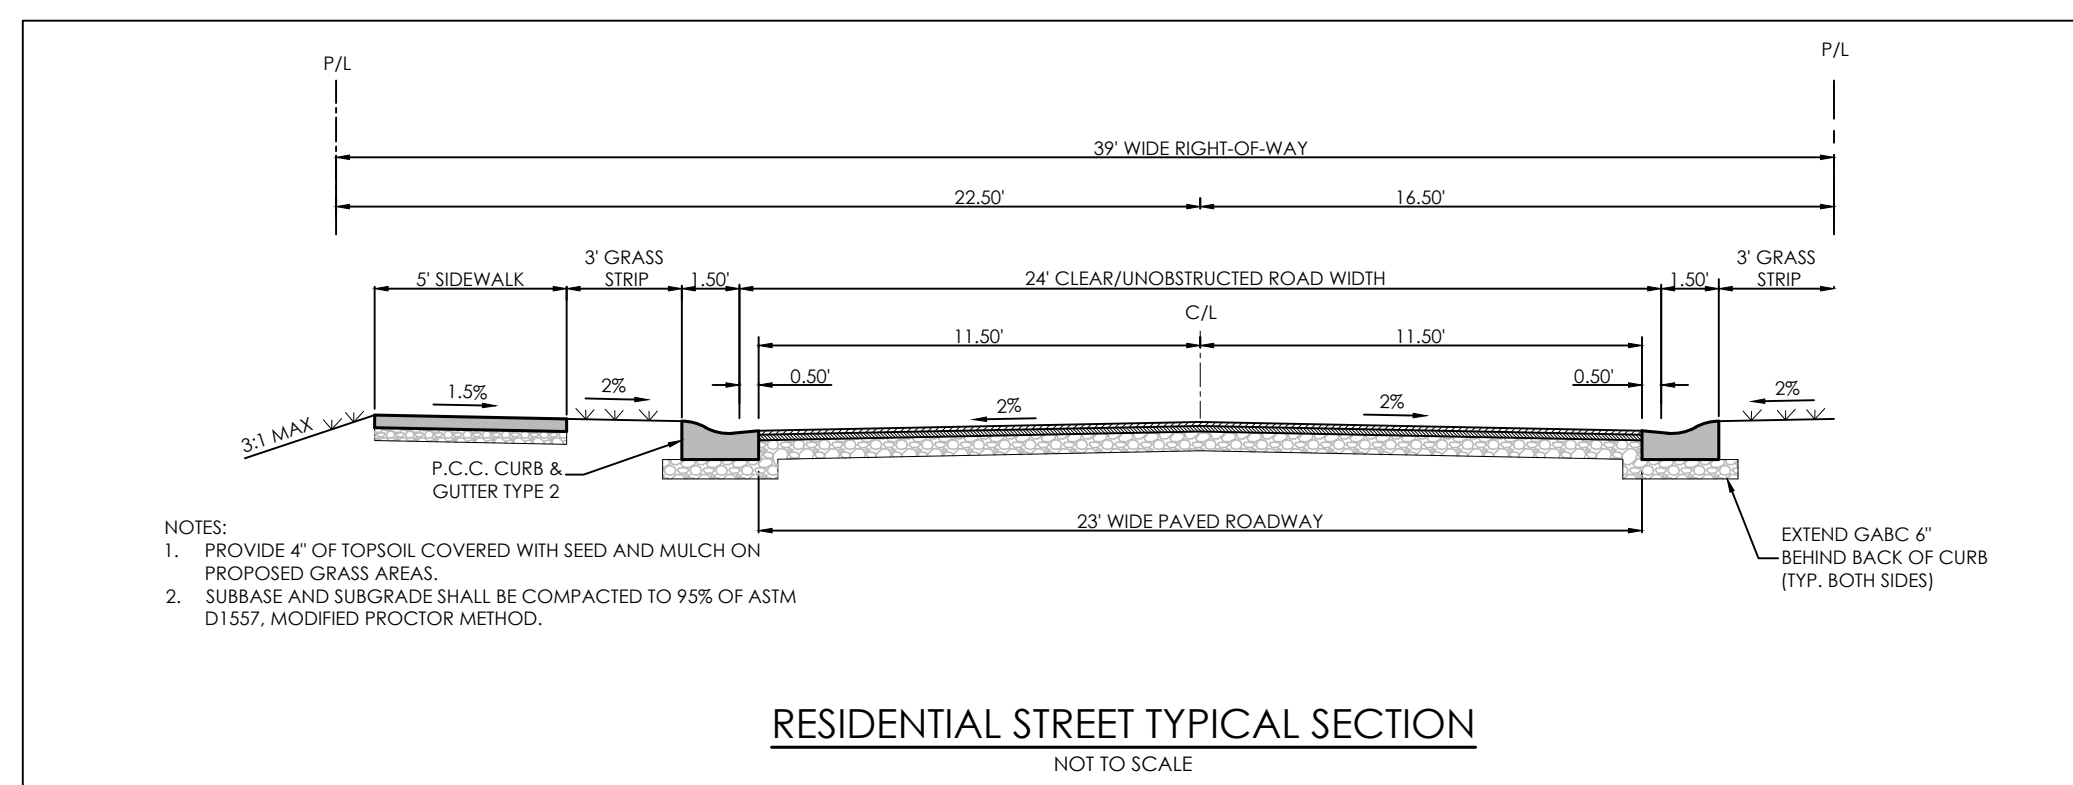 P/L
P/L
39' WIDE RIGHT-OF-WAY
22.50'
16.50'
3' GRASS
STRIP
3' GRASS
STRIP
5' SIDEWALK
1.50'
24' CLEAR/UNOBSTRUCTED ROAD WIDTH
1.50'
C/L
11.50'
11.50'
0.50'
0.50'
1.5%
2%
2%
2%
2%
3:1 MAX
P.C.C. CURB &
GUTTER TYPE 2
23' WIDE PAVED ROADWAY
EXTEND GABC 6"
BEHIND BACK OF CURB
(TYP. BOTH SIDES)
NOTES:
1. PROVIDE 4" OF TOPSOIL COVERED WITH SEED AND MULCH ON
PROPOSED GRASS AREAS.
2. SUBBASE AND SUBGRADE SHALL BE COMPACTED TO 95% OF ASTM
D1557, MODIFIED PROCTOR METHOD.
RESIDENTIAL STREET TYPICAL SECTION
NOT TO SCALE